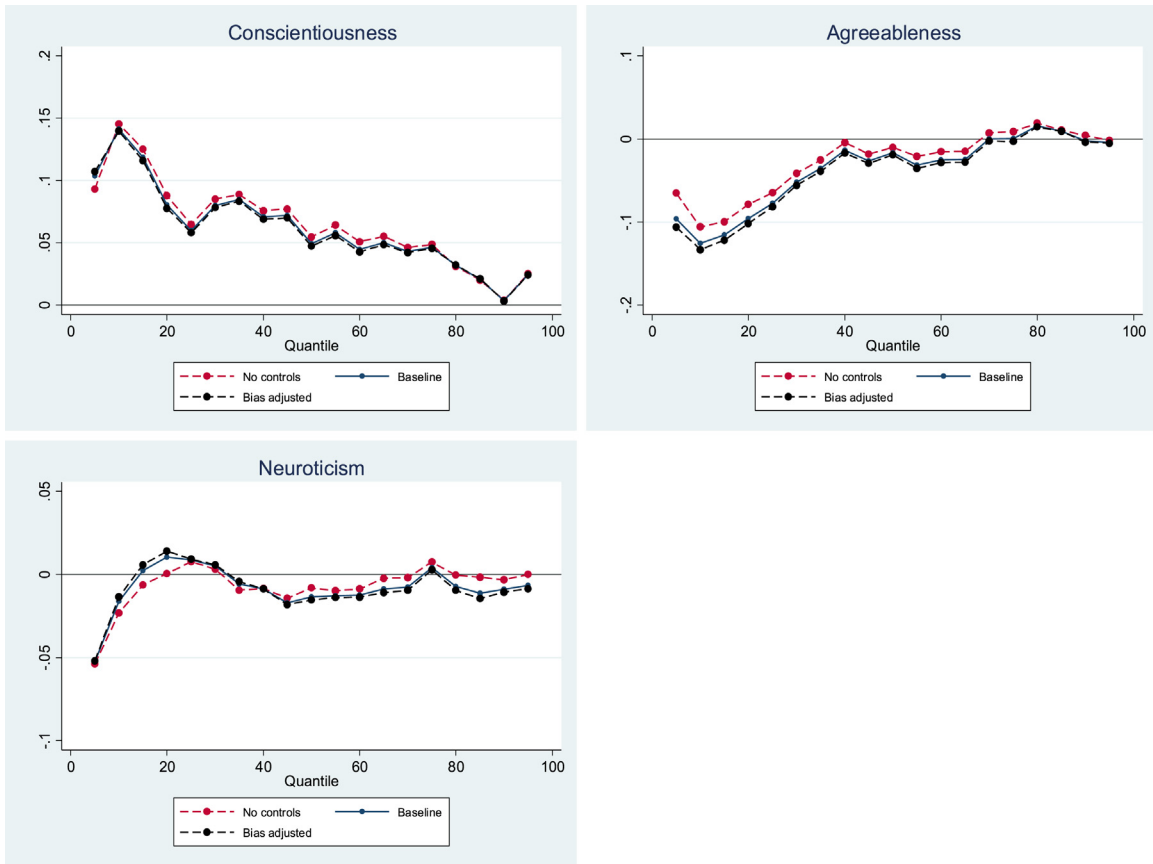 Conscientiousness
.2
.15
.1
.05
0
0 20 40 60 80 100
Quantile
No controls Baseline
Bias adjusted
Agreeableness
.1
0
-.1
-.2
0 20 40 60 80 100
Quantile
No controls Baseline
Bias adjusted
Neuroticism
.05
0
-.05
-.1
0 20 40 60 80 100
Quantile
No controls Baseline
Bias adjusted